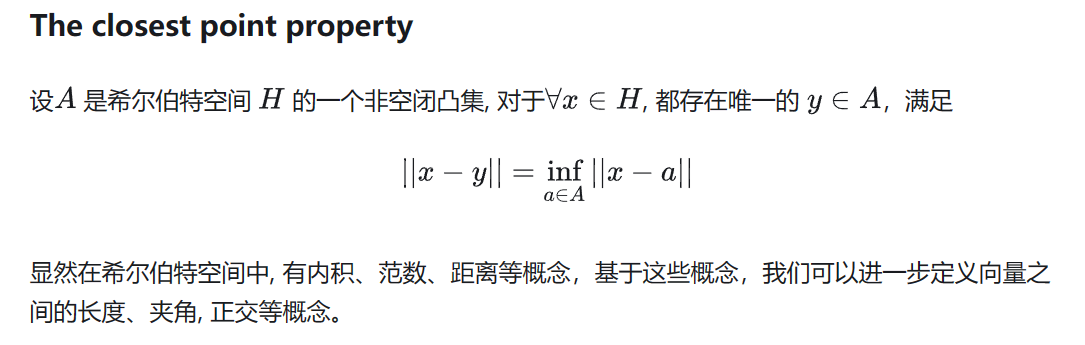 The closest point property
设A 是希尔伯特空间 H 的一个非空闭凸集, 对于∀x ∈ H, 都存在唯一的 y ∈ A，满足
||x − y|| = inf_{a∈A} ||x − a||
显然在希尔伯特空间中, 有内积、范数、距离等概念，基于这些概念，我们可以进一步定义向量之
间的长度、夹角, 正交等概念。